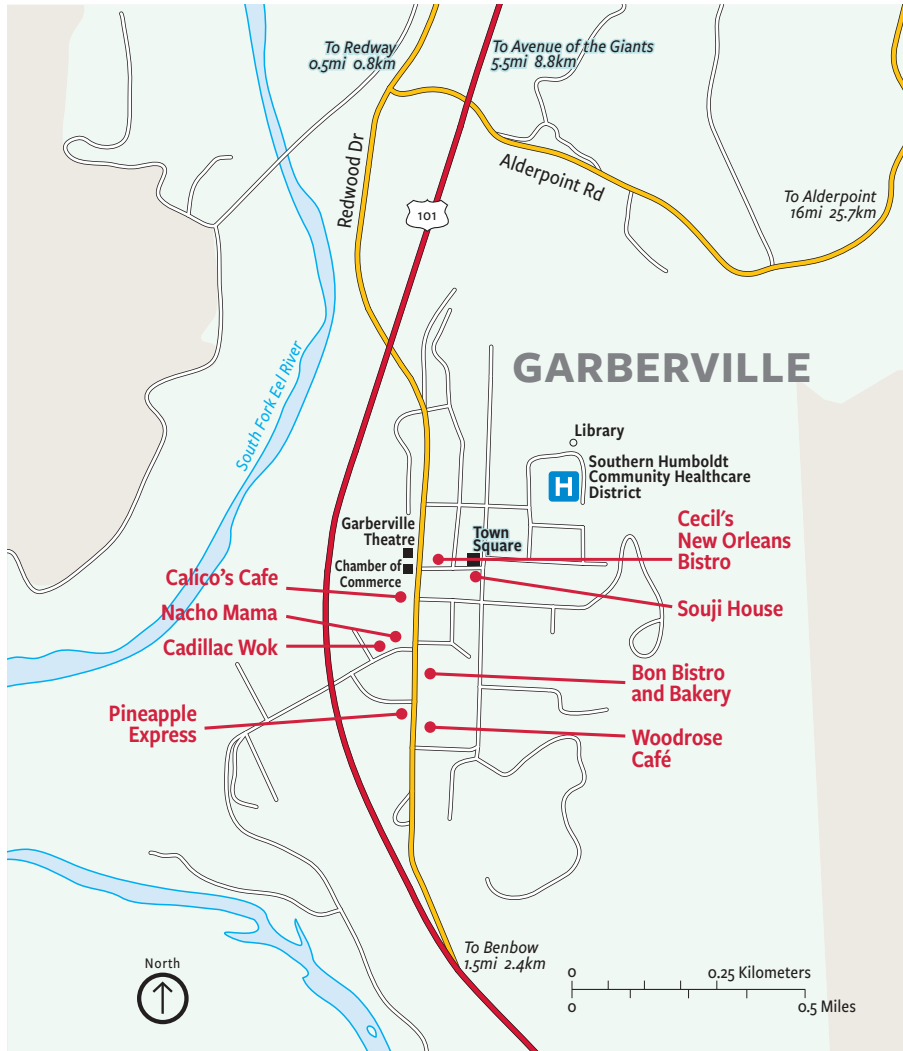 To Redway
0.5mi 0.8km
To Avenue of the Giants
5.5mi 8.8km
Redwood Dr
Alderpoint Rd
To Alderpoint
16mi 25.7km
101
South Fork Eel River
GARBERVILLE
Library
H
Southern Humboldt
Community Healthcare
District
Garberville
Theatre
Town
Square
Cecil's
New Orleans
Bistro
Chamber of
Commerce
Calico's Cafe
Nacho Mama
Cadillac Wok
Souji House
Bon Bistro
and Bakery
Pineapple
Express
Woodrose
Café
To Benbow
1.5mi 2.4km
North
0 0.25 Kilometers
0 0.5 Miles